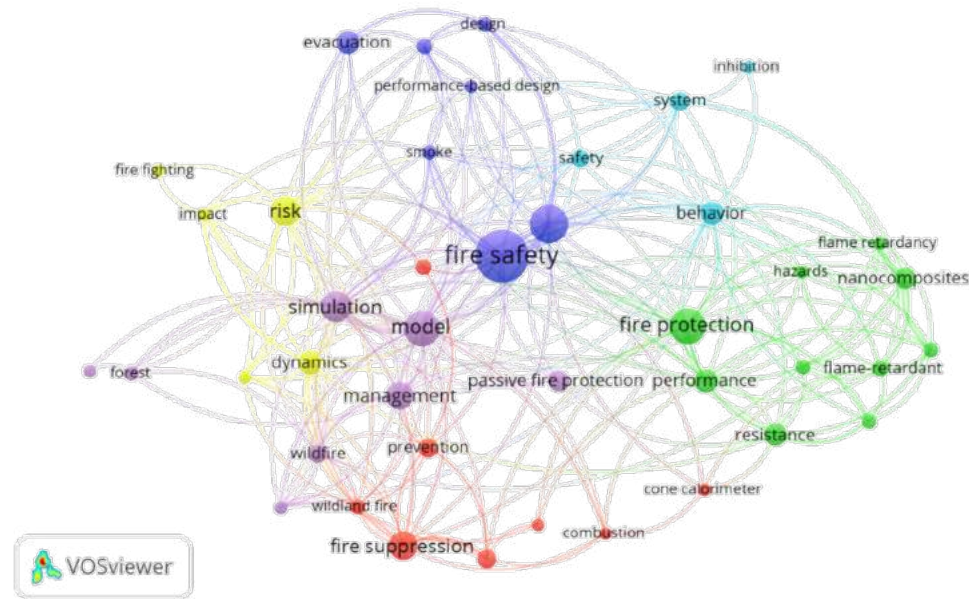 design
evacuation
performance-based design
inhibition
system
smoke
safety
fire fighting
impact
risk
behavior
flame retardancy
fire safety
hazards
nanocomposites
simulation
model
fire protection
dynamics
forest
passive fire protection
performance
flame-retardant
management
resistance
prevention
wildfire
cone calorimeter
wildland fire
combustion
fire suppression
VOSviewer